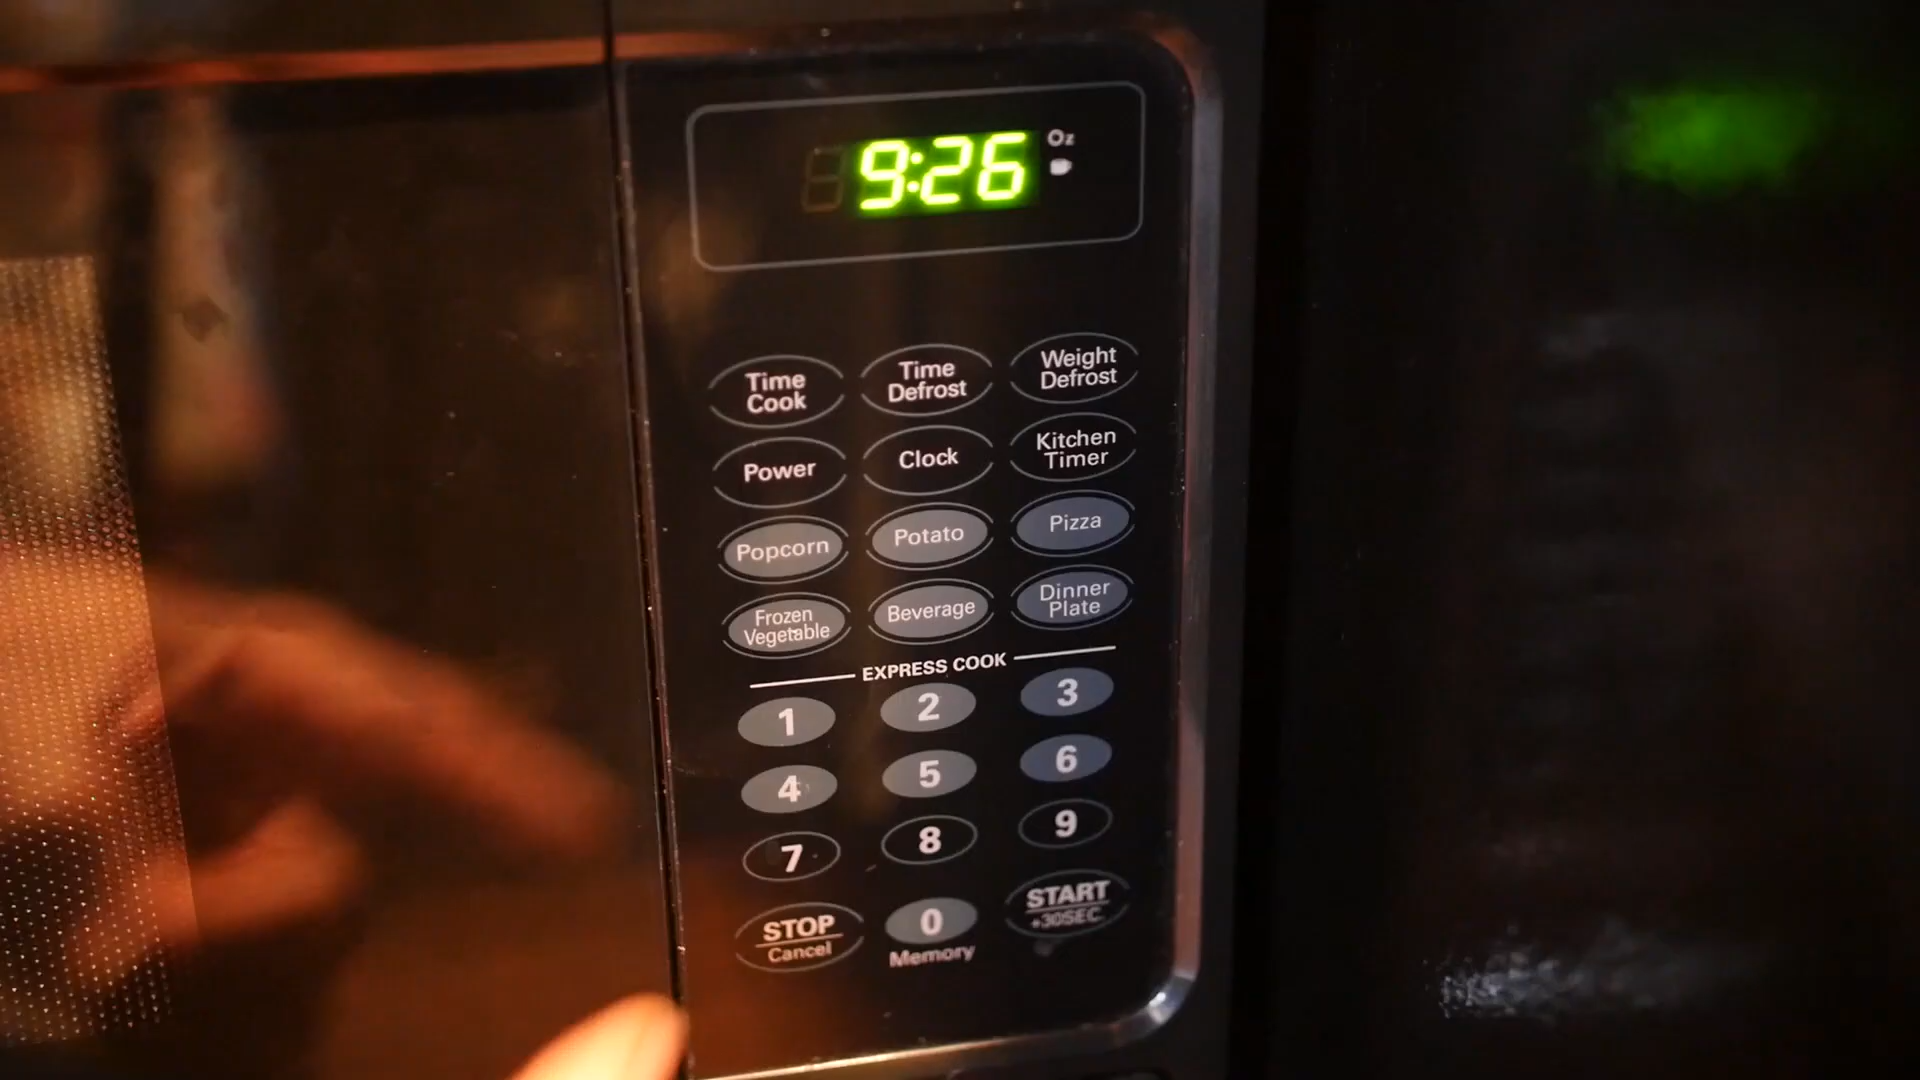 9:26 Oz
Time Cook
Time Defrost
Weight Defrost
Power
Clock
Kitchen Timer
Popcorn
Potato
Pizza
Frozen Vegetable
Beverage
Dinner Plate
EXPRESS COOK
1 2 3
4 5 6
7 8 9
STOP Cancel
0 Memory
START +30SEC.